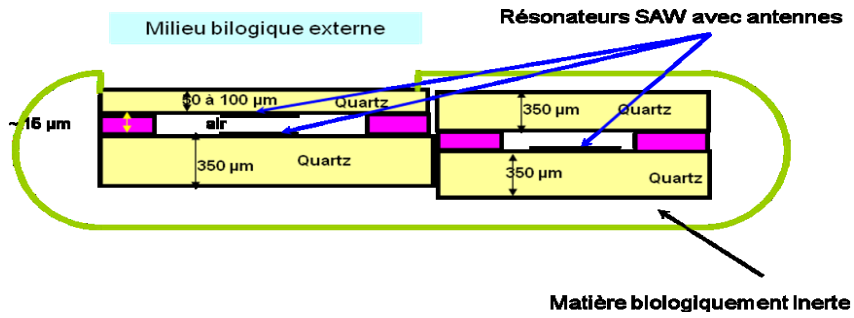 Résonateurs SAW avec antennes
Milieu bilogique externe
50 à 100 µm
Quartz
350 µm
Quartz
~15 µm
air
350 µm
Quartz
350 µm
Quartz
Matière biologiquement Inerte